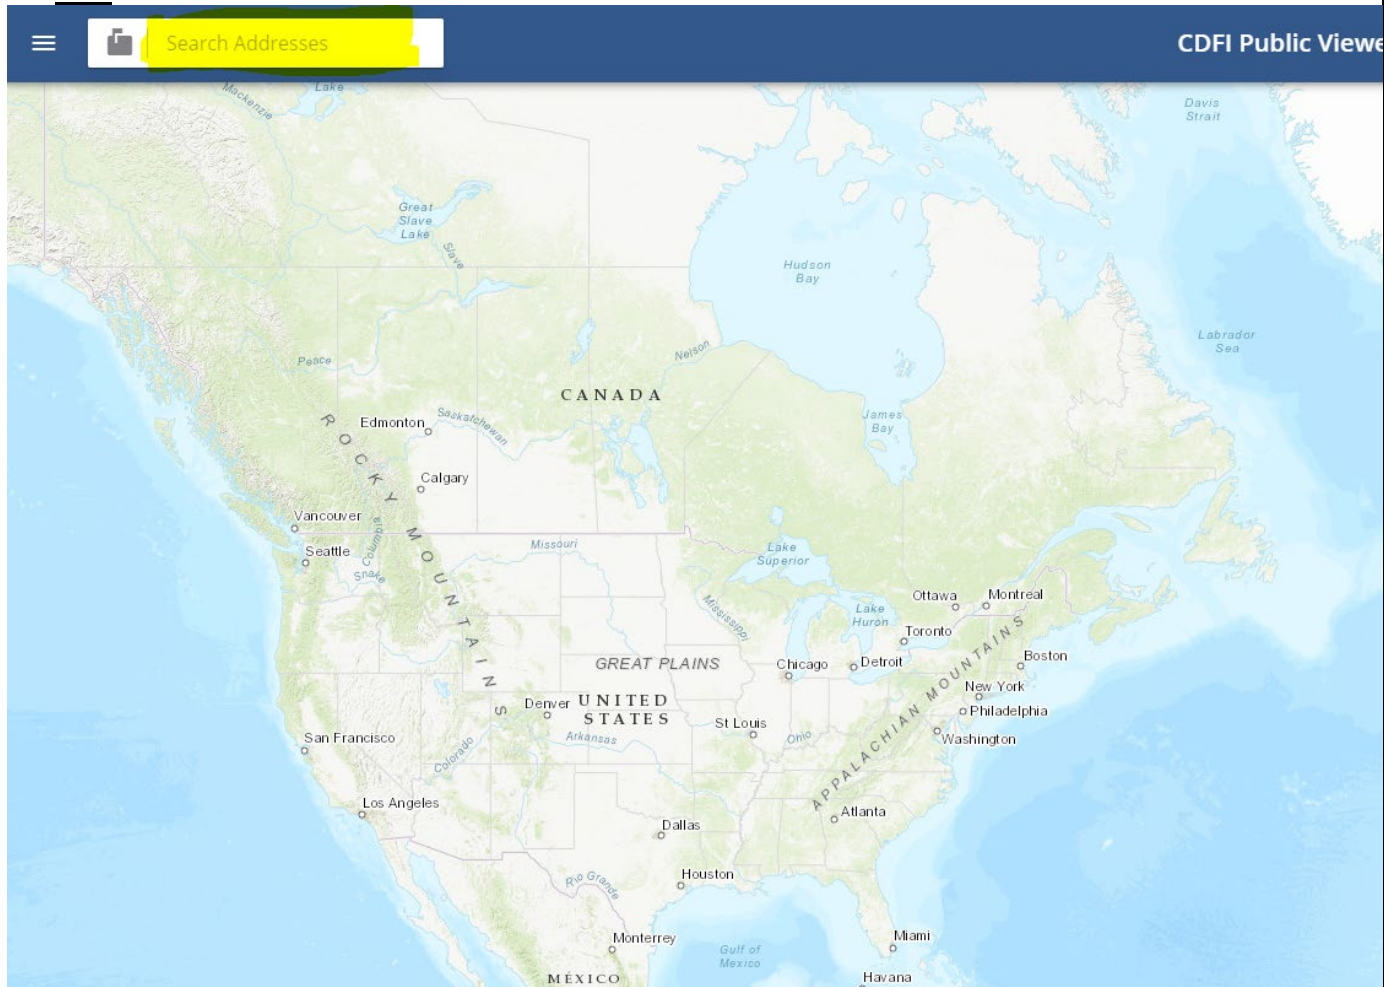 Search Addresses
CDFI Public Viewe
Mackenzie
Lake
Davis
Strait
Great
Slave
Lake
Slave
Hudson
Bay
Labrador
Sea
Peace
Nelson
CANADA
James
Bay
Edmonton
Saskatchewan
ROCKY MOUNTAINS
Calgary
Vancouver
Columbia
Seattle
Snake
Missouri
Lake
Superior
Mississippi
Ottawa
Montreal
Lake
Huron
Toronto
APPALACHIAN MOUNTAINS
Boston
GREAT PLAINS
Chicago
Detroit
New York
Denver
UNITED
STATES
Philadelphia
St Louis
Ohio
Washington
San Francisco
Colorado
Arkansas
Los Angeles
Atlanta
Dallas
Rio Grande
Houston
Monterrey
Gulf of
Mexico
Miami
MÉXICO
Havana